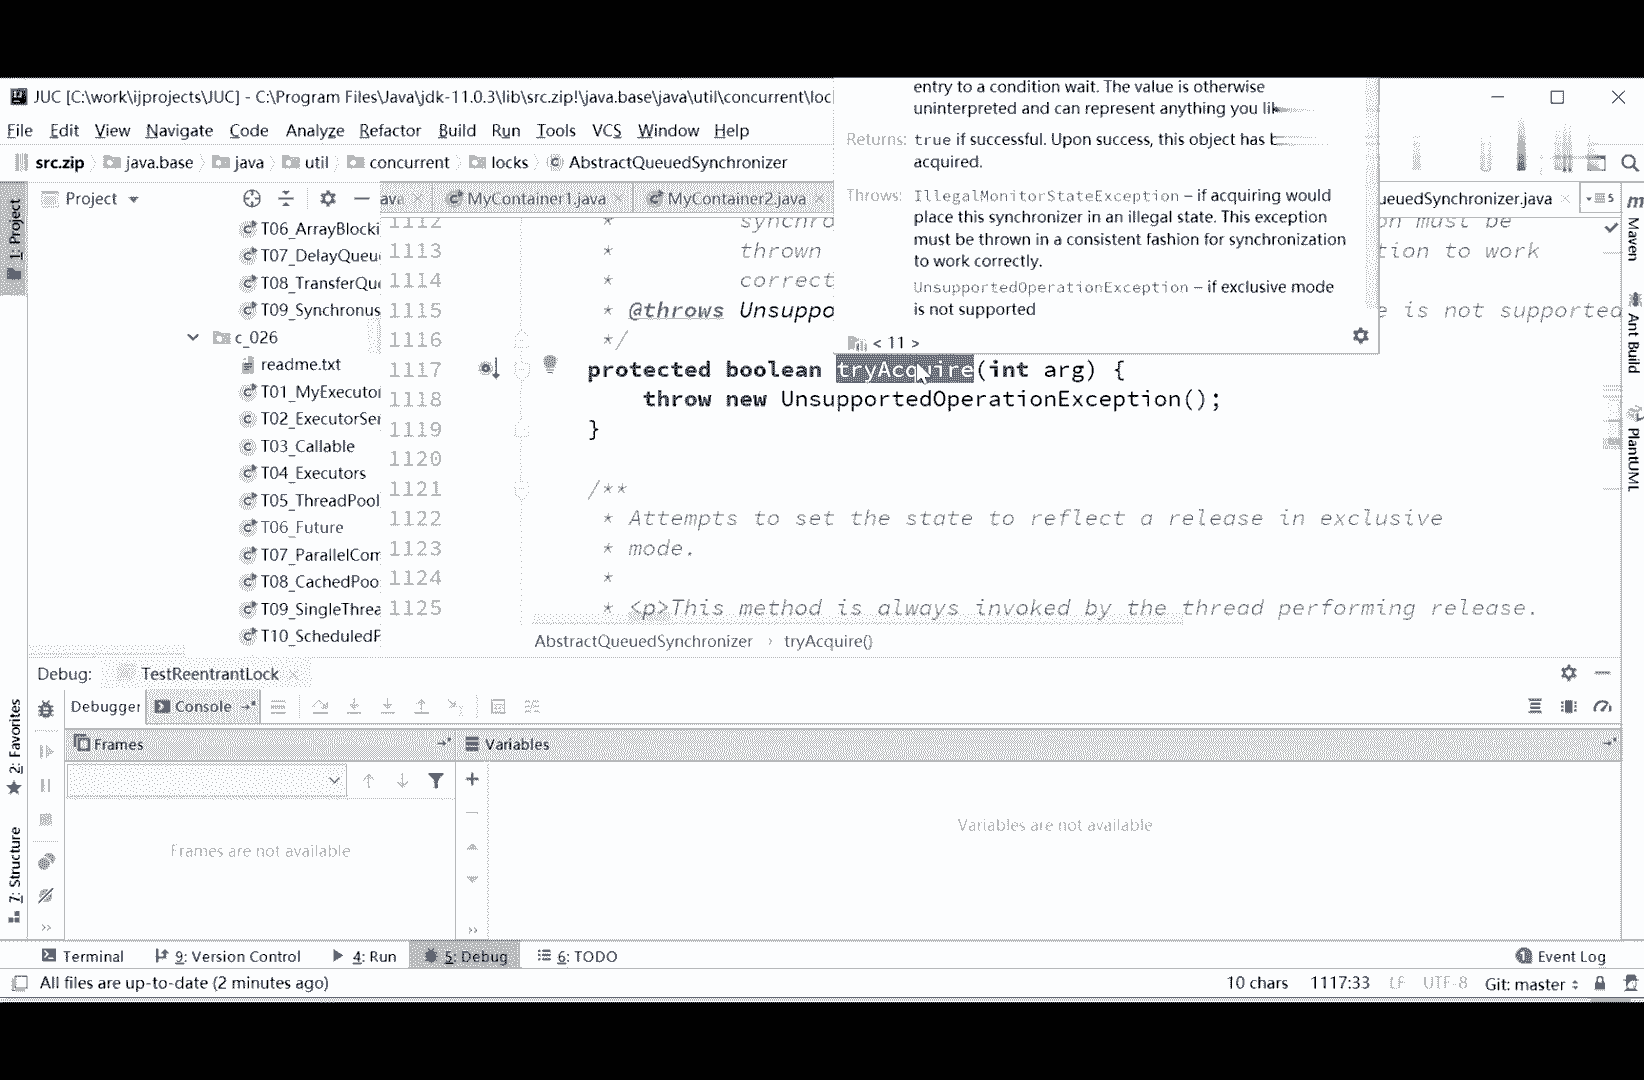 JUC [C:\work\ijprojects\JUC] - C:\Program Files\Java\jdk-11.0.3\lib\src.zip!\java.base\java\util\concurrent\loc
File Edit View Navigate Code Analyze Refactor Build Run Tools VCS Window Help
src.zip java.base java util concurrent locks AbstractQueuedSynchronizer
entry to a condition wait. The value is otherwise
uninterpreted and can represent anything you
Returns: true if successful. Upon success, this object has
acquired.
Throws: IllegalMonitorStateException – if acquiring would
place this synchronizer in an illegal state. This exception
must be thrown in a consistent fashion for synchronization
to work correctly.
UnsupportedOperationException – if exclusive mode
is not supported
< 11 >
1: Project
Project
ava MyContainer1.java MyContainer2.java euedSynchronizer.java 5
T06_ArrayBlocki
T07_DelayQueu
T08_TransferQu
T09_Synchronus
c_026
readme.txt
T01_MyExecutor
T02_ExecutorSer
T03_Callable
T04_Executors
T05_ThreadPool
T06_Future
T07_ParallelCom
T08_CachedPoo
T09_SingleThrea
T10_ScheduledP
1112 * synchro on must be
1113 * thrown tion to work
1114 * correct
1115 * @throws Unsuppo e is not supported
1116 */
1117 protected boolean tryAcquire(int arg) {
1118 throw new UnsupportedOperationException();
1119 }
1120
1121 /**
1122 * Attempts to set the state to reflect a release in exclusive
1123 * mode.
1124 *
1125 * <p>This method is always invoked by the thread performing release.
AbstractQueuedSynchronizer › tryAcquire()
Maven
Ant Build
PlantUML
Debug: TestReentrantLock
Debugger Console
Frames
Variables
Frames are not available
Variables are not available
2: Favorites
7: Structure
Terminal 9: Version Control 4: Run 5: Debug 6: TODO 1 Event Log
All files are up-to-date (2 minutes ago) 10 chars 1117:33 LF UTF-8 Git: master